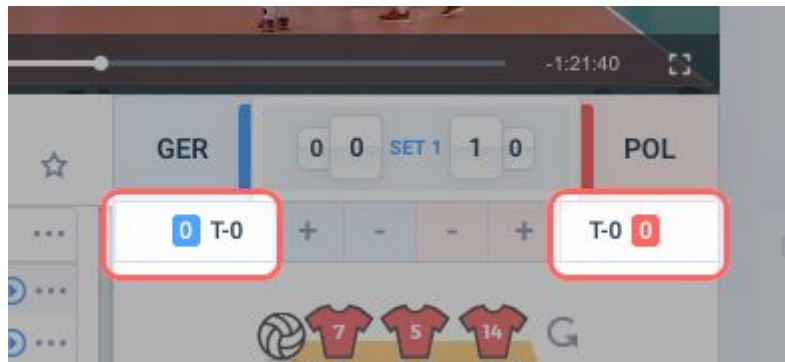 -1:21:40
GER 0 0 SET 1 1 0 POL
0 T-0 + - - + T-0 0
7 5 14